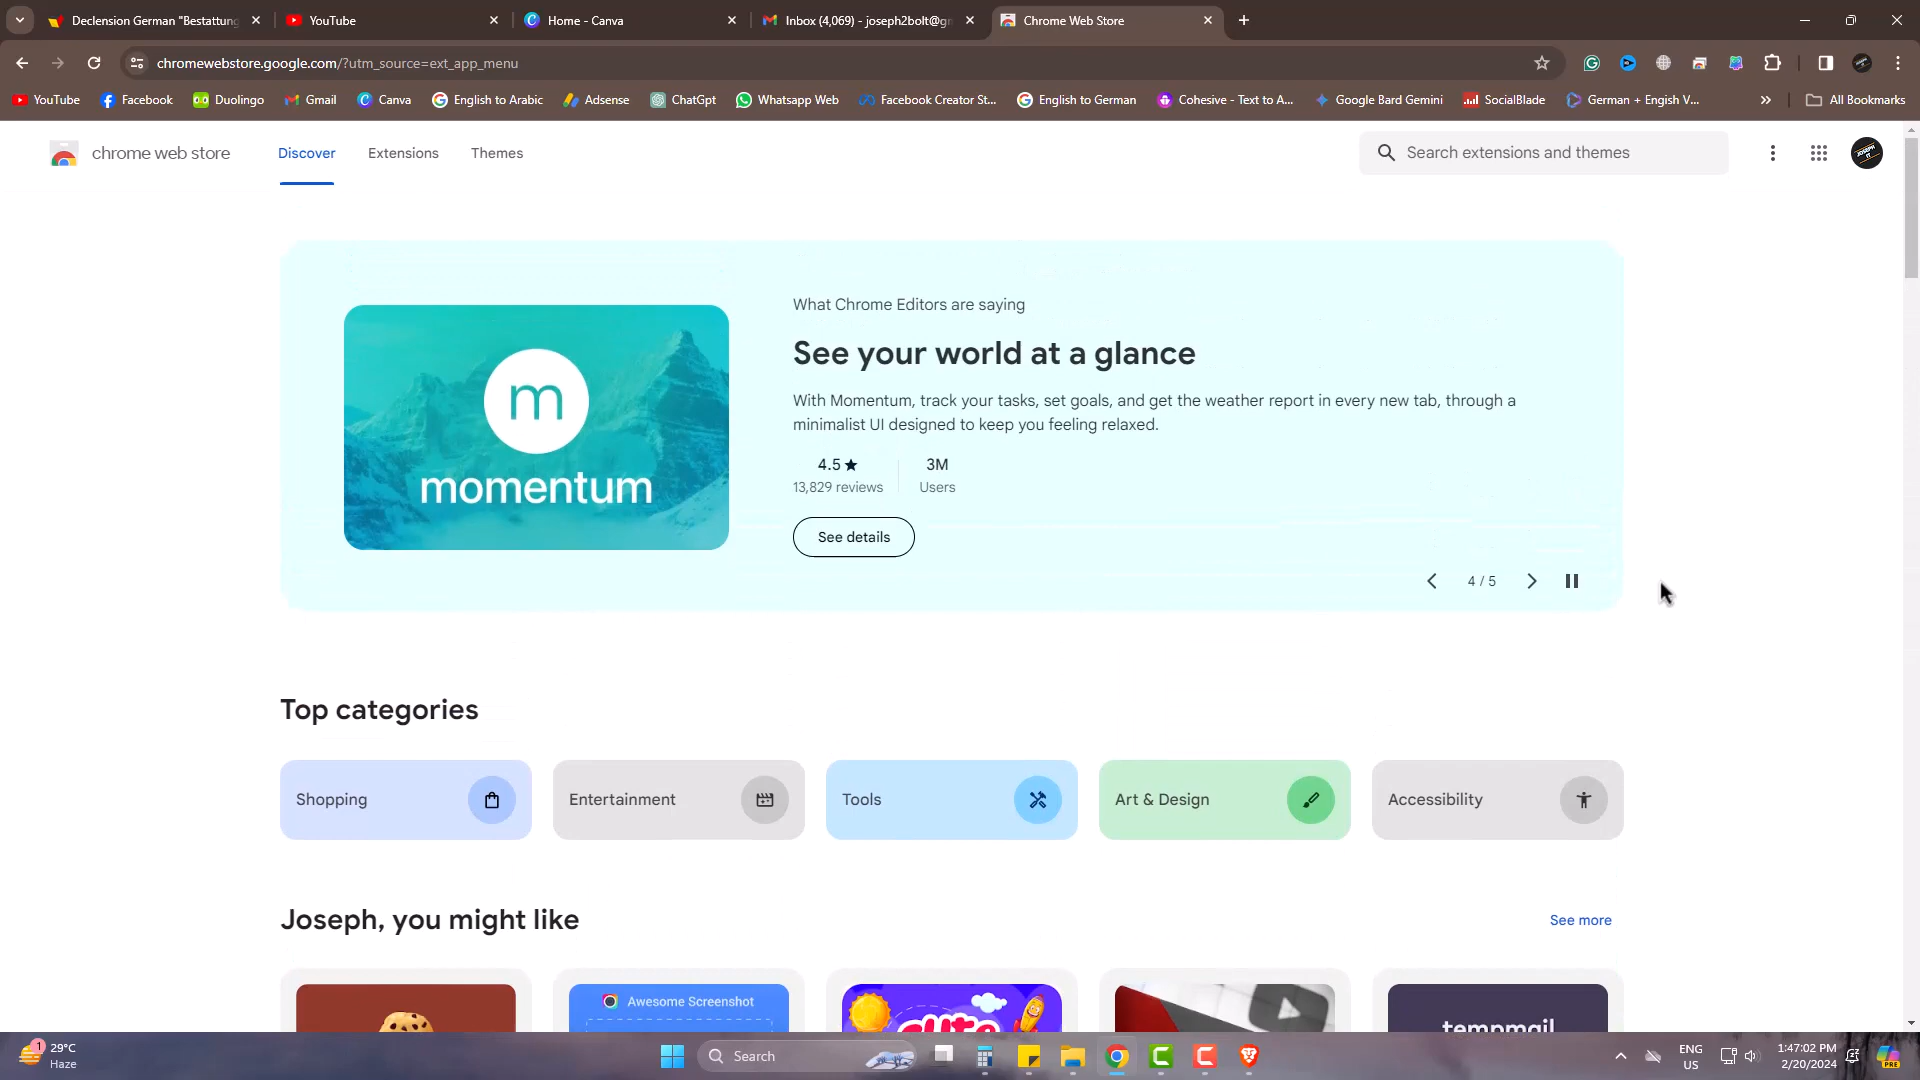 Declension German "Bestattung
YouTube
Home - Canva
Inbox (4,069) - joseph2bolt@gm
Chrome Web Store
chromewebstore.google.com/?utm_source=ext_app_menu
YouTube
Facebook
Duolingo
Gmail
Canva
English to Arabic
Adsense
ChatGpt
Whatsapp Web
Facebook Creator St...
English to German
Cohesive - Text to A...
Google Bard Gemini
SocialBlade
German + Engish V...
All Bookmarks
chrome web store
Discover
Extensions
Themes
Search extensions and themes
What Chrome Editors are saying
See your world at a glance
With Momentum, track your tasks, set goals, and get the weather report in every new tab, through a
minimalist UI designed to keep you feeling relaxed.
m
momentum
4.5★
3M
13,829 reviews
Users
See details
4 / 5
Top categories
Shopping
Entertainment
Tools
Art & Design
Accessibility
Joseph, you might like
See more
Awesome Screenshot
tempmail
1
29°C
Haze
Search
ENG
US
1:47:02 PM
2/20/2024
PRE